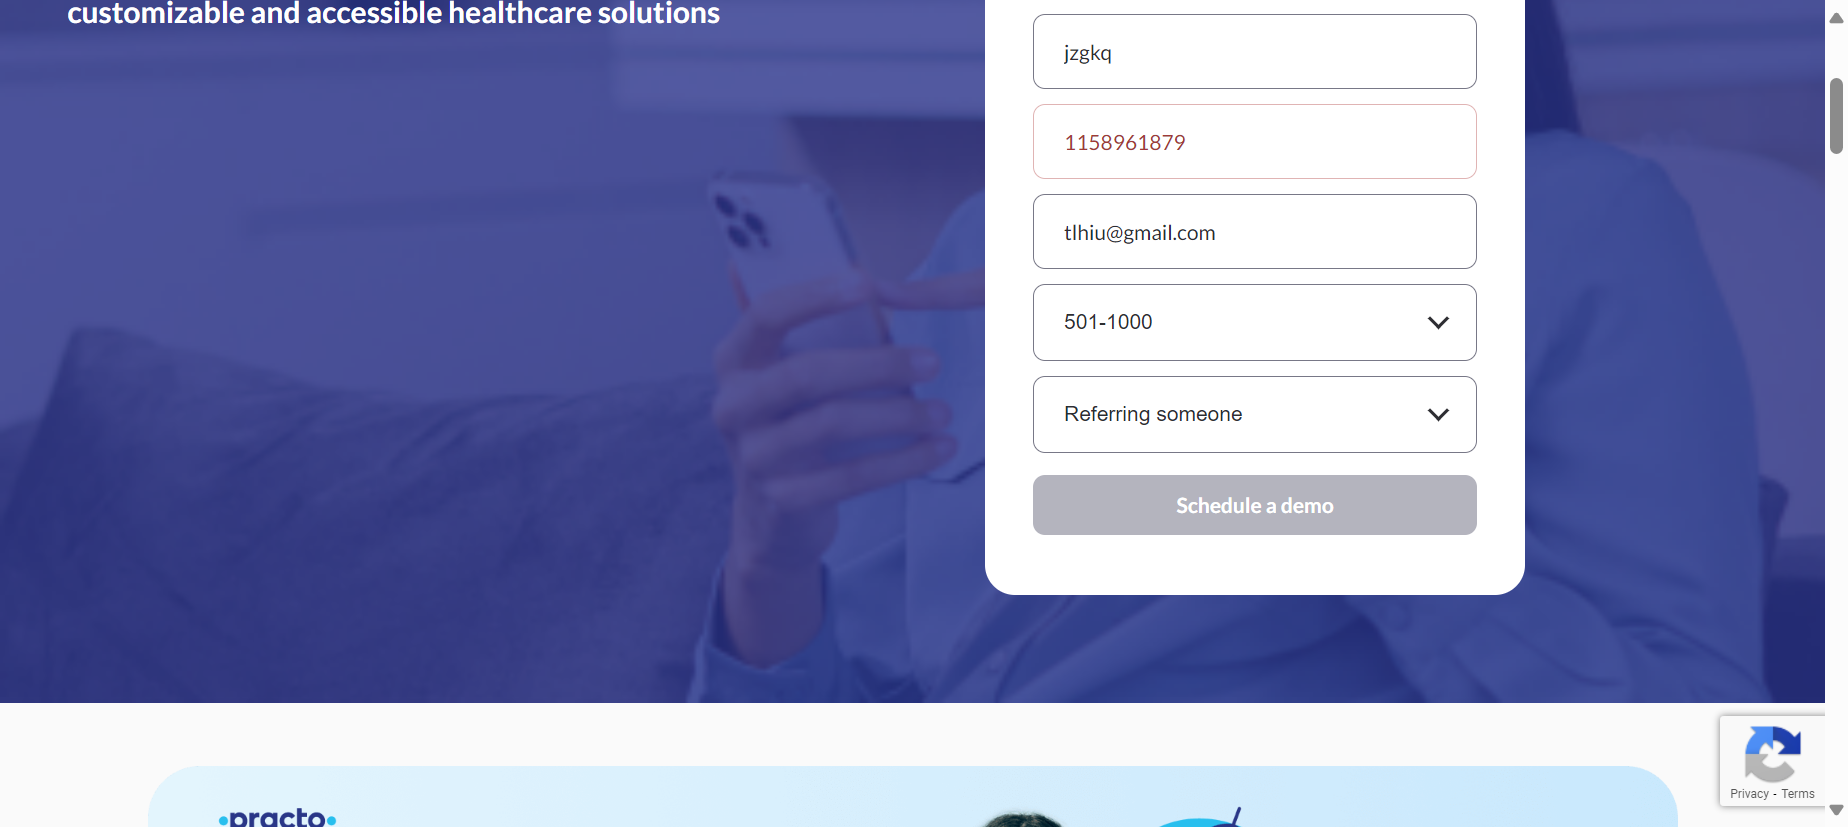 customizable and accessible healthcare solutions
jzgkq
1158961879
tlhiu@gmail.com
501-1000
Referring someone
Schedule a demo
Privacy - Terms
practo